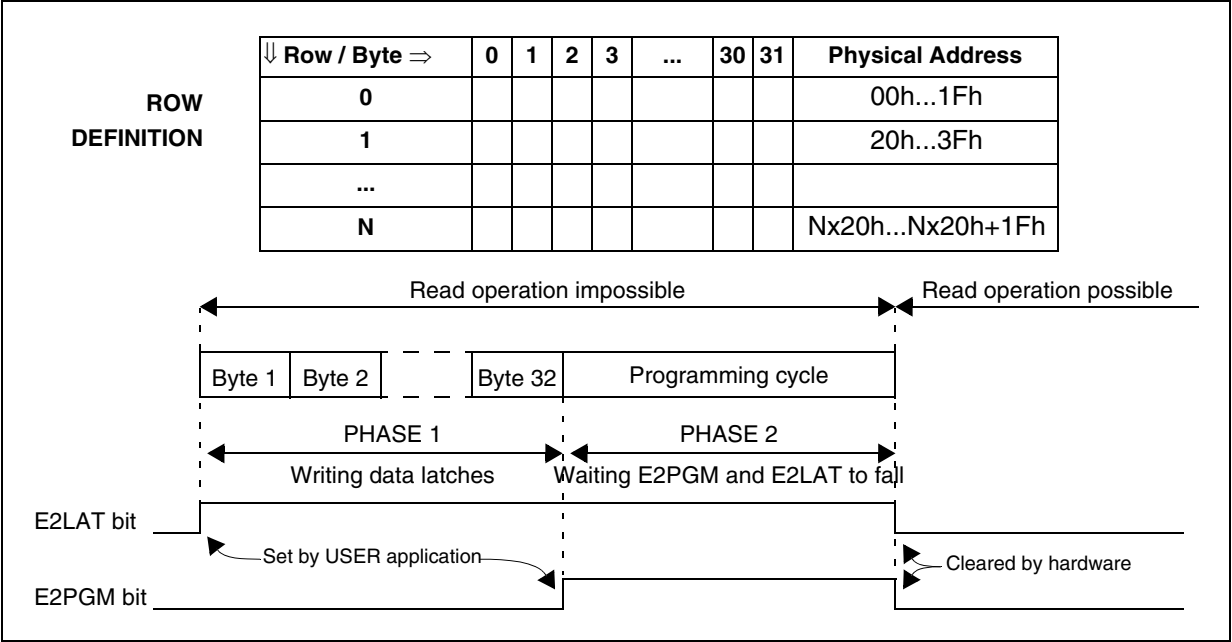 ⇓ Row / Byte ⇒ 0 1 2 3 ... 30 31 Physical Address
ROW DEFINITION
0 00h...1Fh
1 20h...3Fh
...
N Nx20h...Nx20h+1Fh
Read operation impossible Read operation possible
Byte 1 Byte 2 Byte 32 Programming cycle
PHASE 1 PHASE 2
Writing data latches Waiting E2PGM and E2LAT to fall
E2LAT bit
Set by USER application Cleared by hardware
E2PGM bit